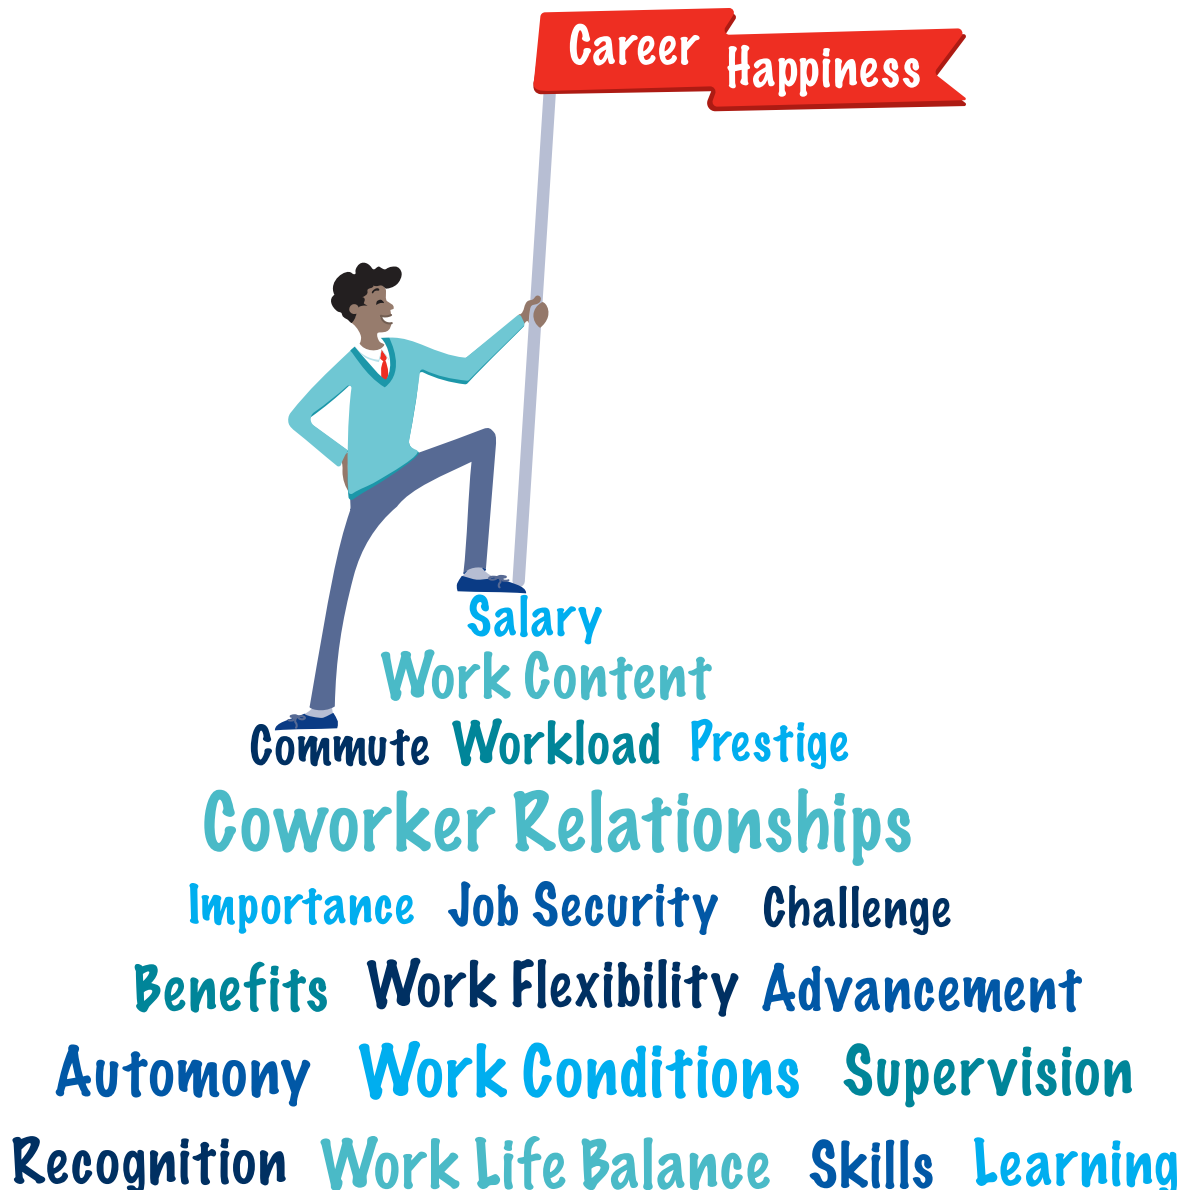 Career Happiness
Salary
Work Content
Commute Workload Prestige
Coworker Relationships
Importance Job Security Challenge
Benefits Work Flexibility Advancement
Automony Work Conditions Supervision
Recognition Work Life Balance Skills Learning